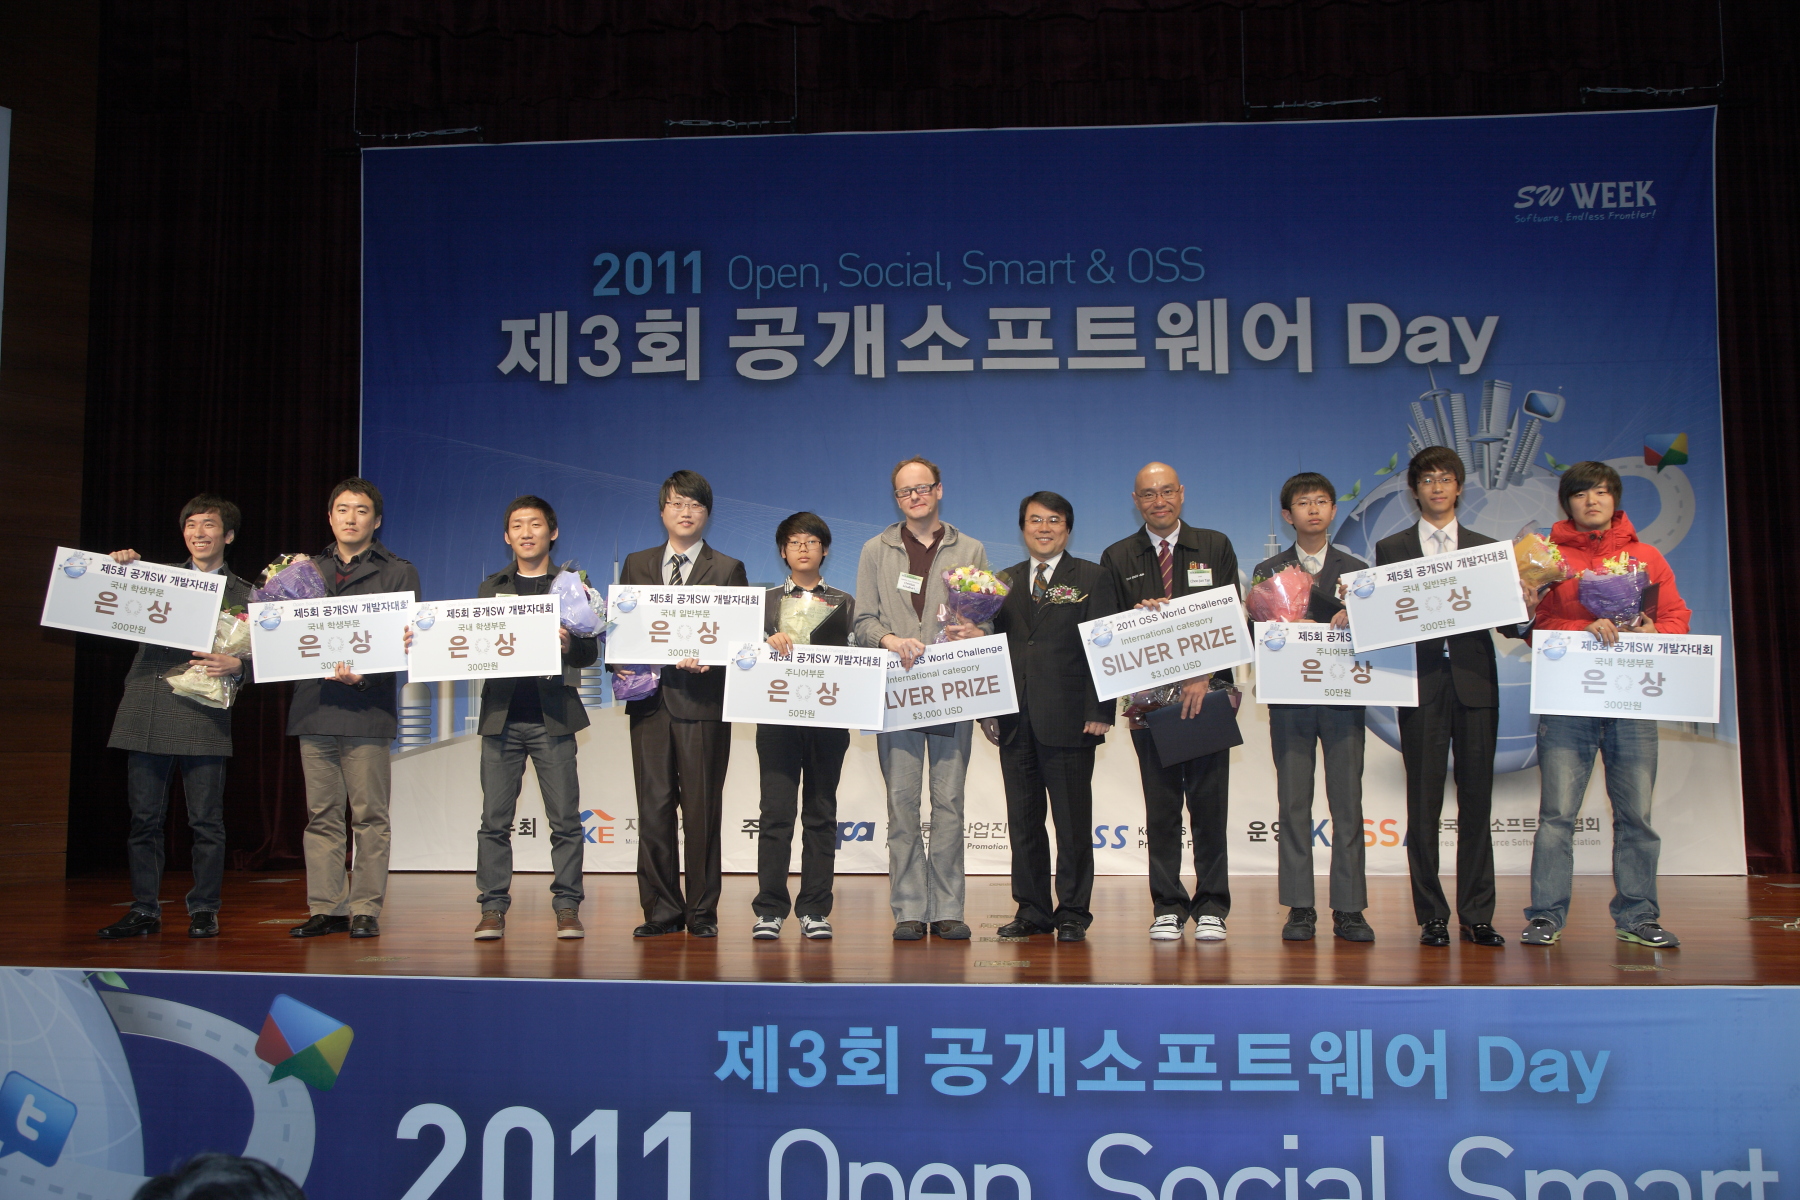 SW WEEK
Software, Endless Frontier!
2011 Open, Social, Smart & OSS
제3회 공개소프트웨어 Day
제5회 공개SW 개발자대회
국내 학생부문
은 상
300만원
제5회 공개SW 개발자대회
국내 학생부문
은 상
300만원
제5회 공개SW 개발자대회
국내 학생부문
은 상
300만원
제5회 공개SW 개발자대회
국내 일반부문
은 상
300만원
제5회 공개SW 개발자대회
주니어부문
은 상
50만원
2011 OSS World Challenge
International category
LVER PRIZE
$3,000 USD
2011 OSS World Challenge
International category
SILVER PRIZE
$3,000 USD
제5회 공개S
주니어부문
은 상
50만원
제5회 공개SW 개발자대회
국내 일반부문
은 상
300만원
제5회 공개SW 개발자대회
국내 학생부문
은 상
300만원
제3회 공개소프트웨어 Day
2011 Open, Social, Smart